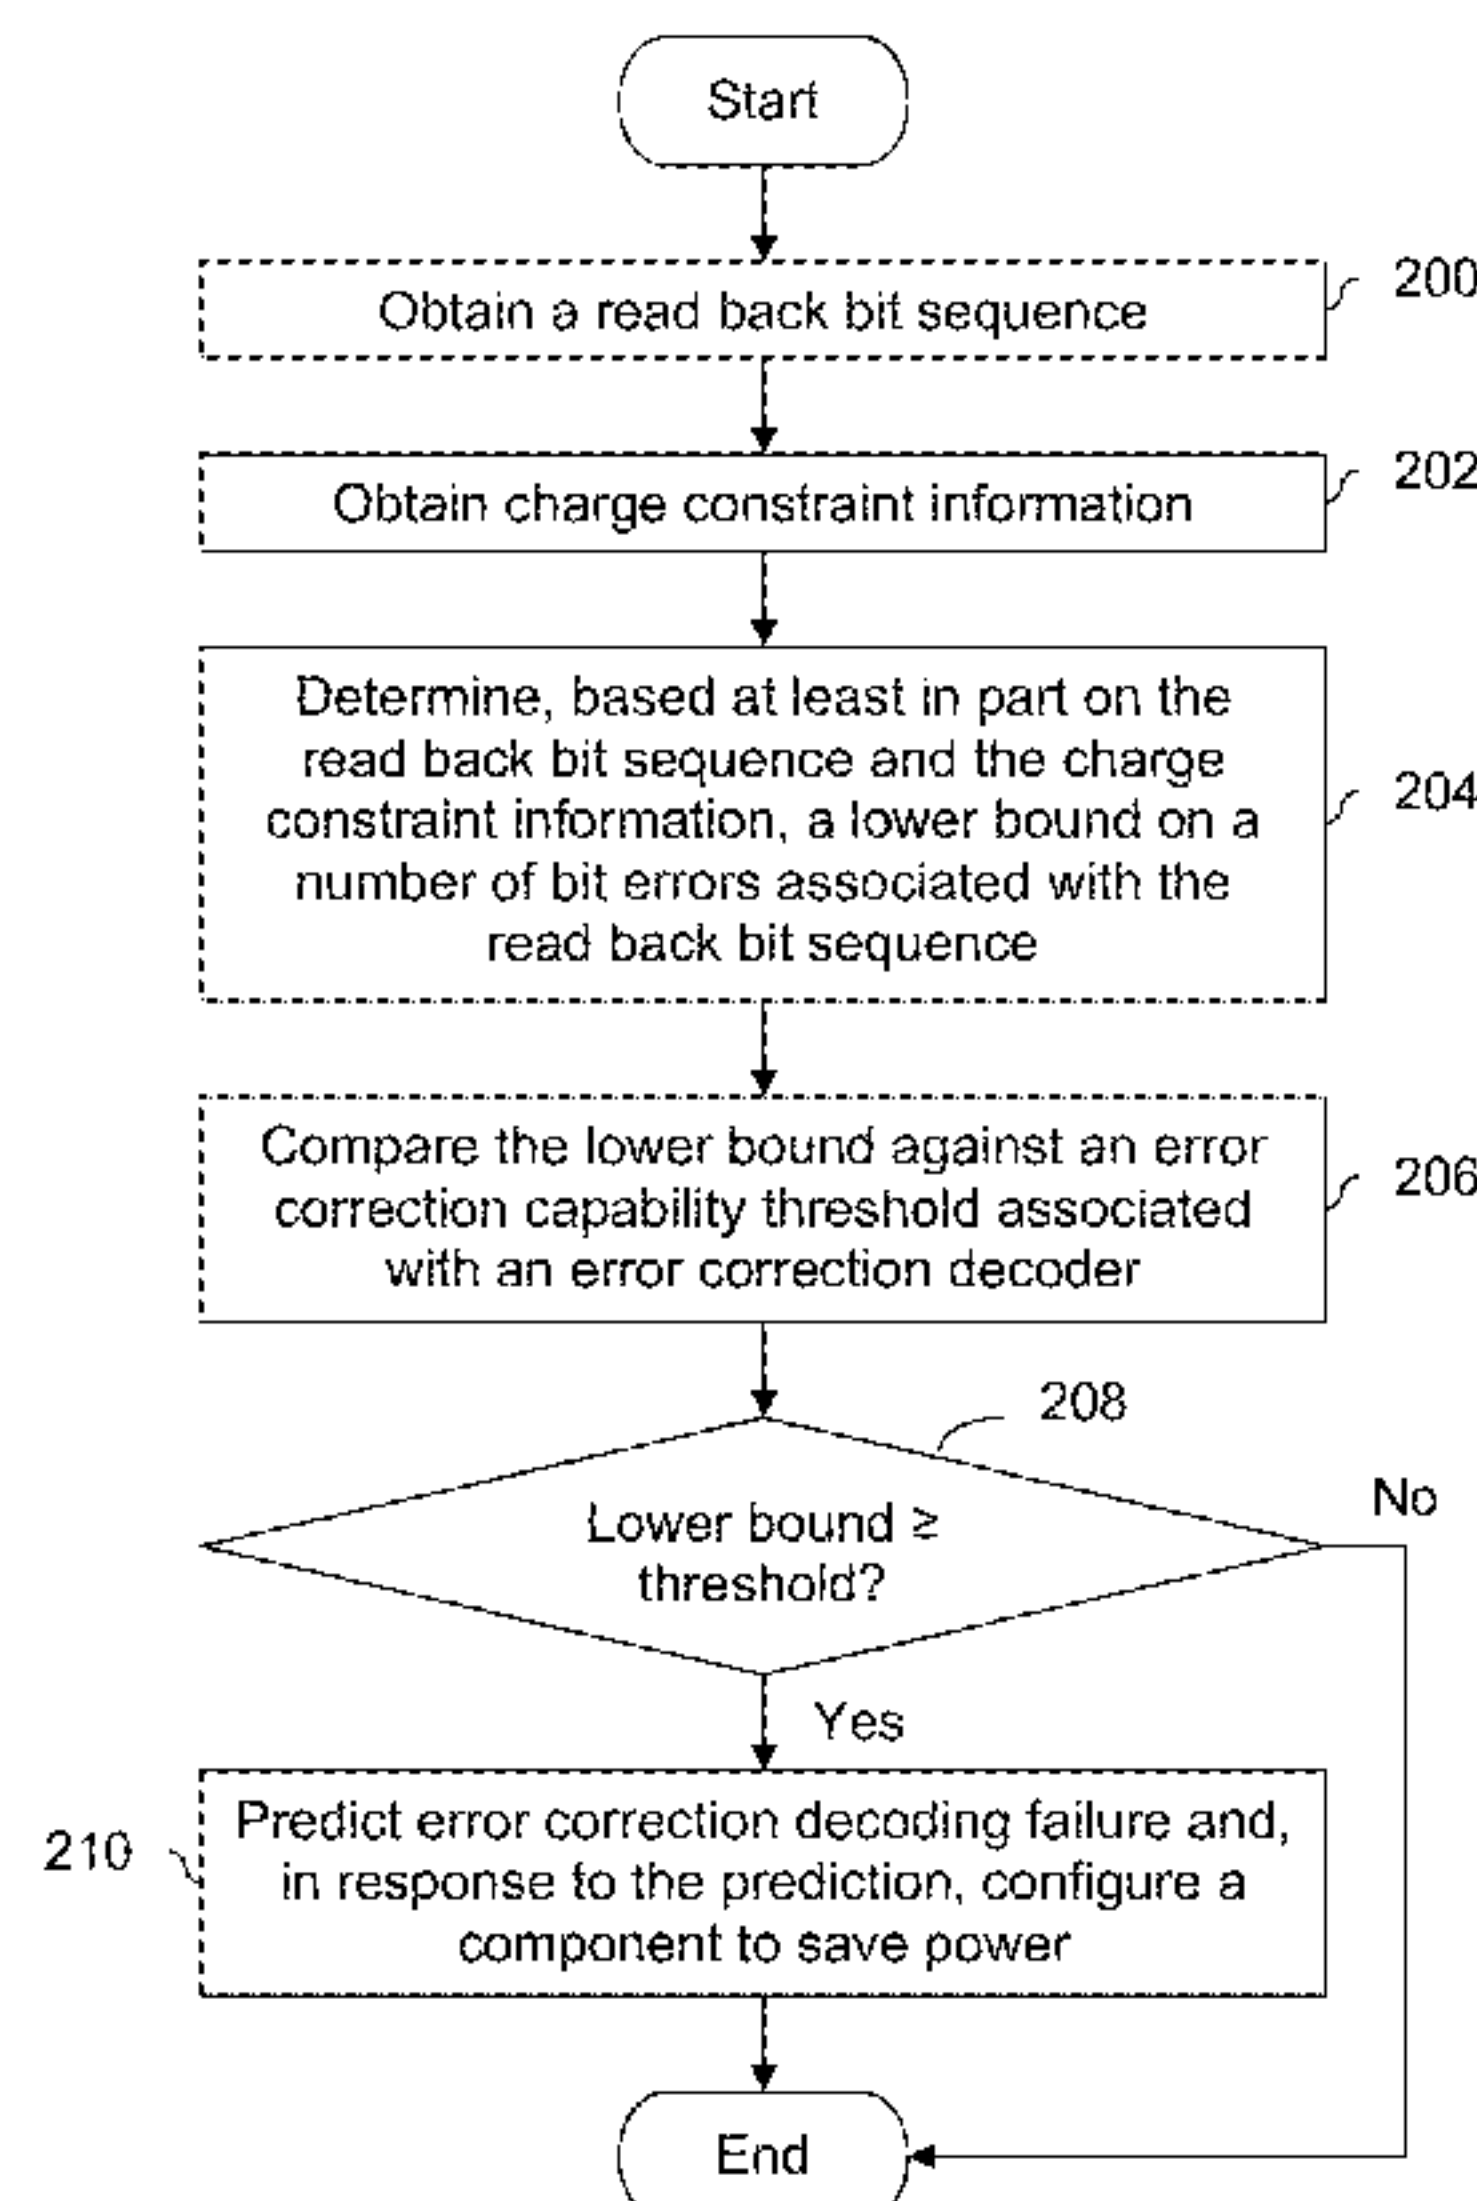 Start
Obtain a read back bit sequence
200
Obtain charge constraint information
202
Determine, based at least in part on the
read back bit sequence and the charge
constraint information, a lower bound on a
number of bit errors associated with the
read back bit sequence
204
Compare the lower bound against an error
correction capability threshold associated
with an error correction decoder
206
208
Lower bound ≥
threshold?
No
Yes
210
Predict error correction decoding failure and,
in response to the prediction, configure a
component to save power
End